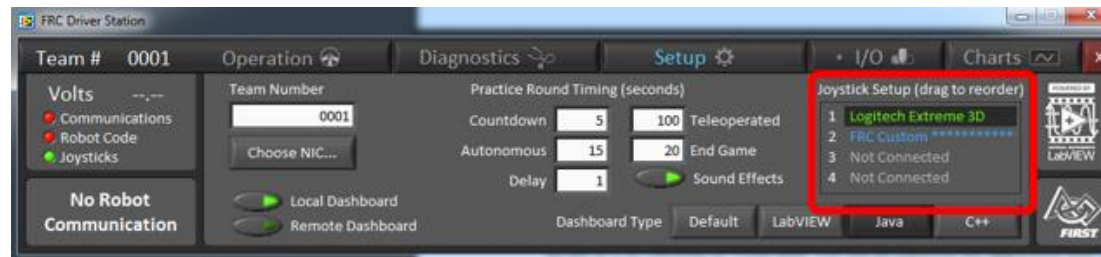 FRC Driver Station
Team # 0001
Operation
Diagnostics
Setup
I/O
Charts
X
Volts --.--
Communications
Robot Code
Joysticks
No Robot
Communication
Team Number
0001
Choose NIC...
Local Dashboard
Remote Dashboard
Practice Round Timing (seconds)
Countdown 5 100 Teleoperated
Autonomous 15 20 End Game
Delay 1 Sound Effects
Dashboard Type Default LabVIEW Java C++
Joystick Setup (drag to reorder)
1 Logitech Extreme 3D
2 FRC Custom ***********
3 Not Connected
4 Not Connected
POWERED BY
LabVIEW
FIRST